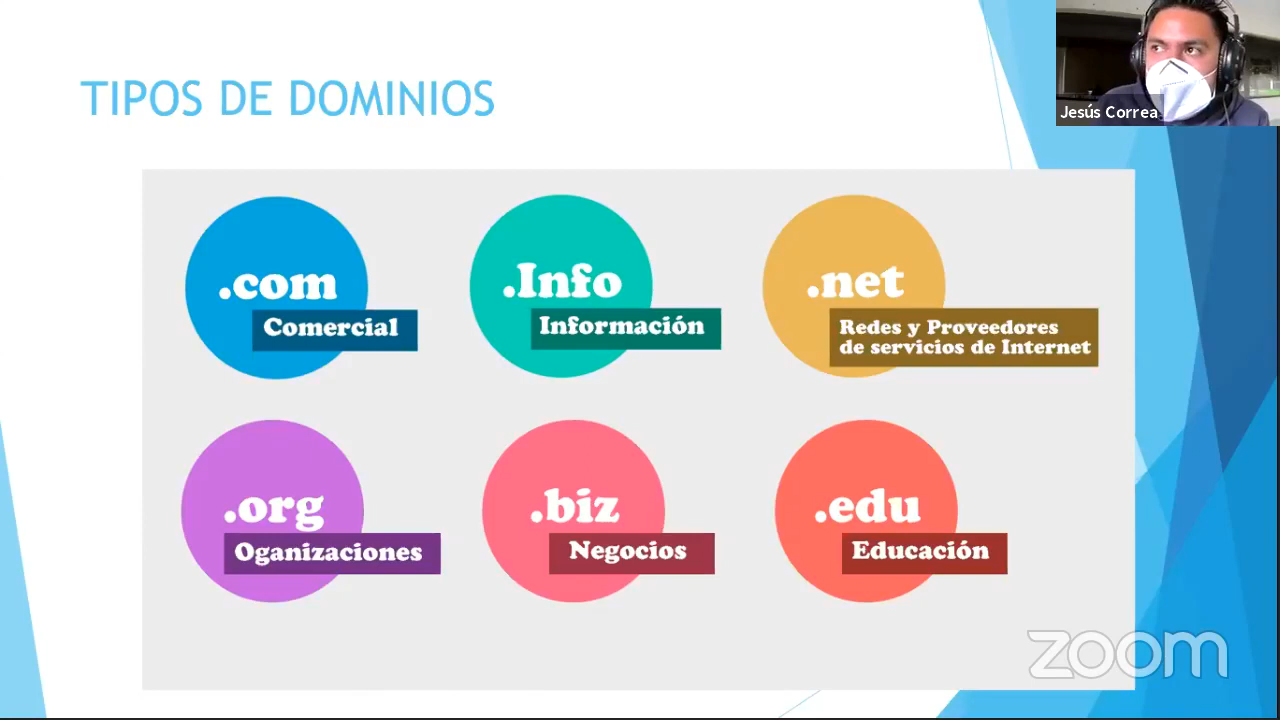 TIPOS DE DOMINIOS
Jesús Correa
.com
Comercial
.Info
Información
.net
Redes y Proveedores
de servicios de Internet
.org
Oganizaciones
.biz
Negocios
.edu
Educación
zoom